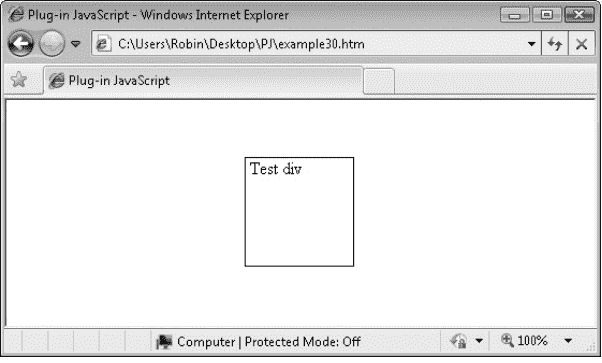 Plug-in JavaScript - Windows Internet Explorer
C:\Users\Robin\Desktop\PJ\example30.htm
Plug-in JavaScript
Test div
Computer | Protected Mode: Off
100%